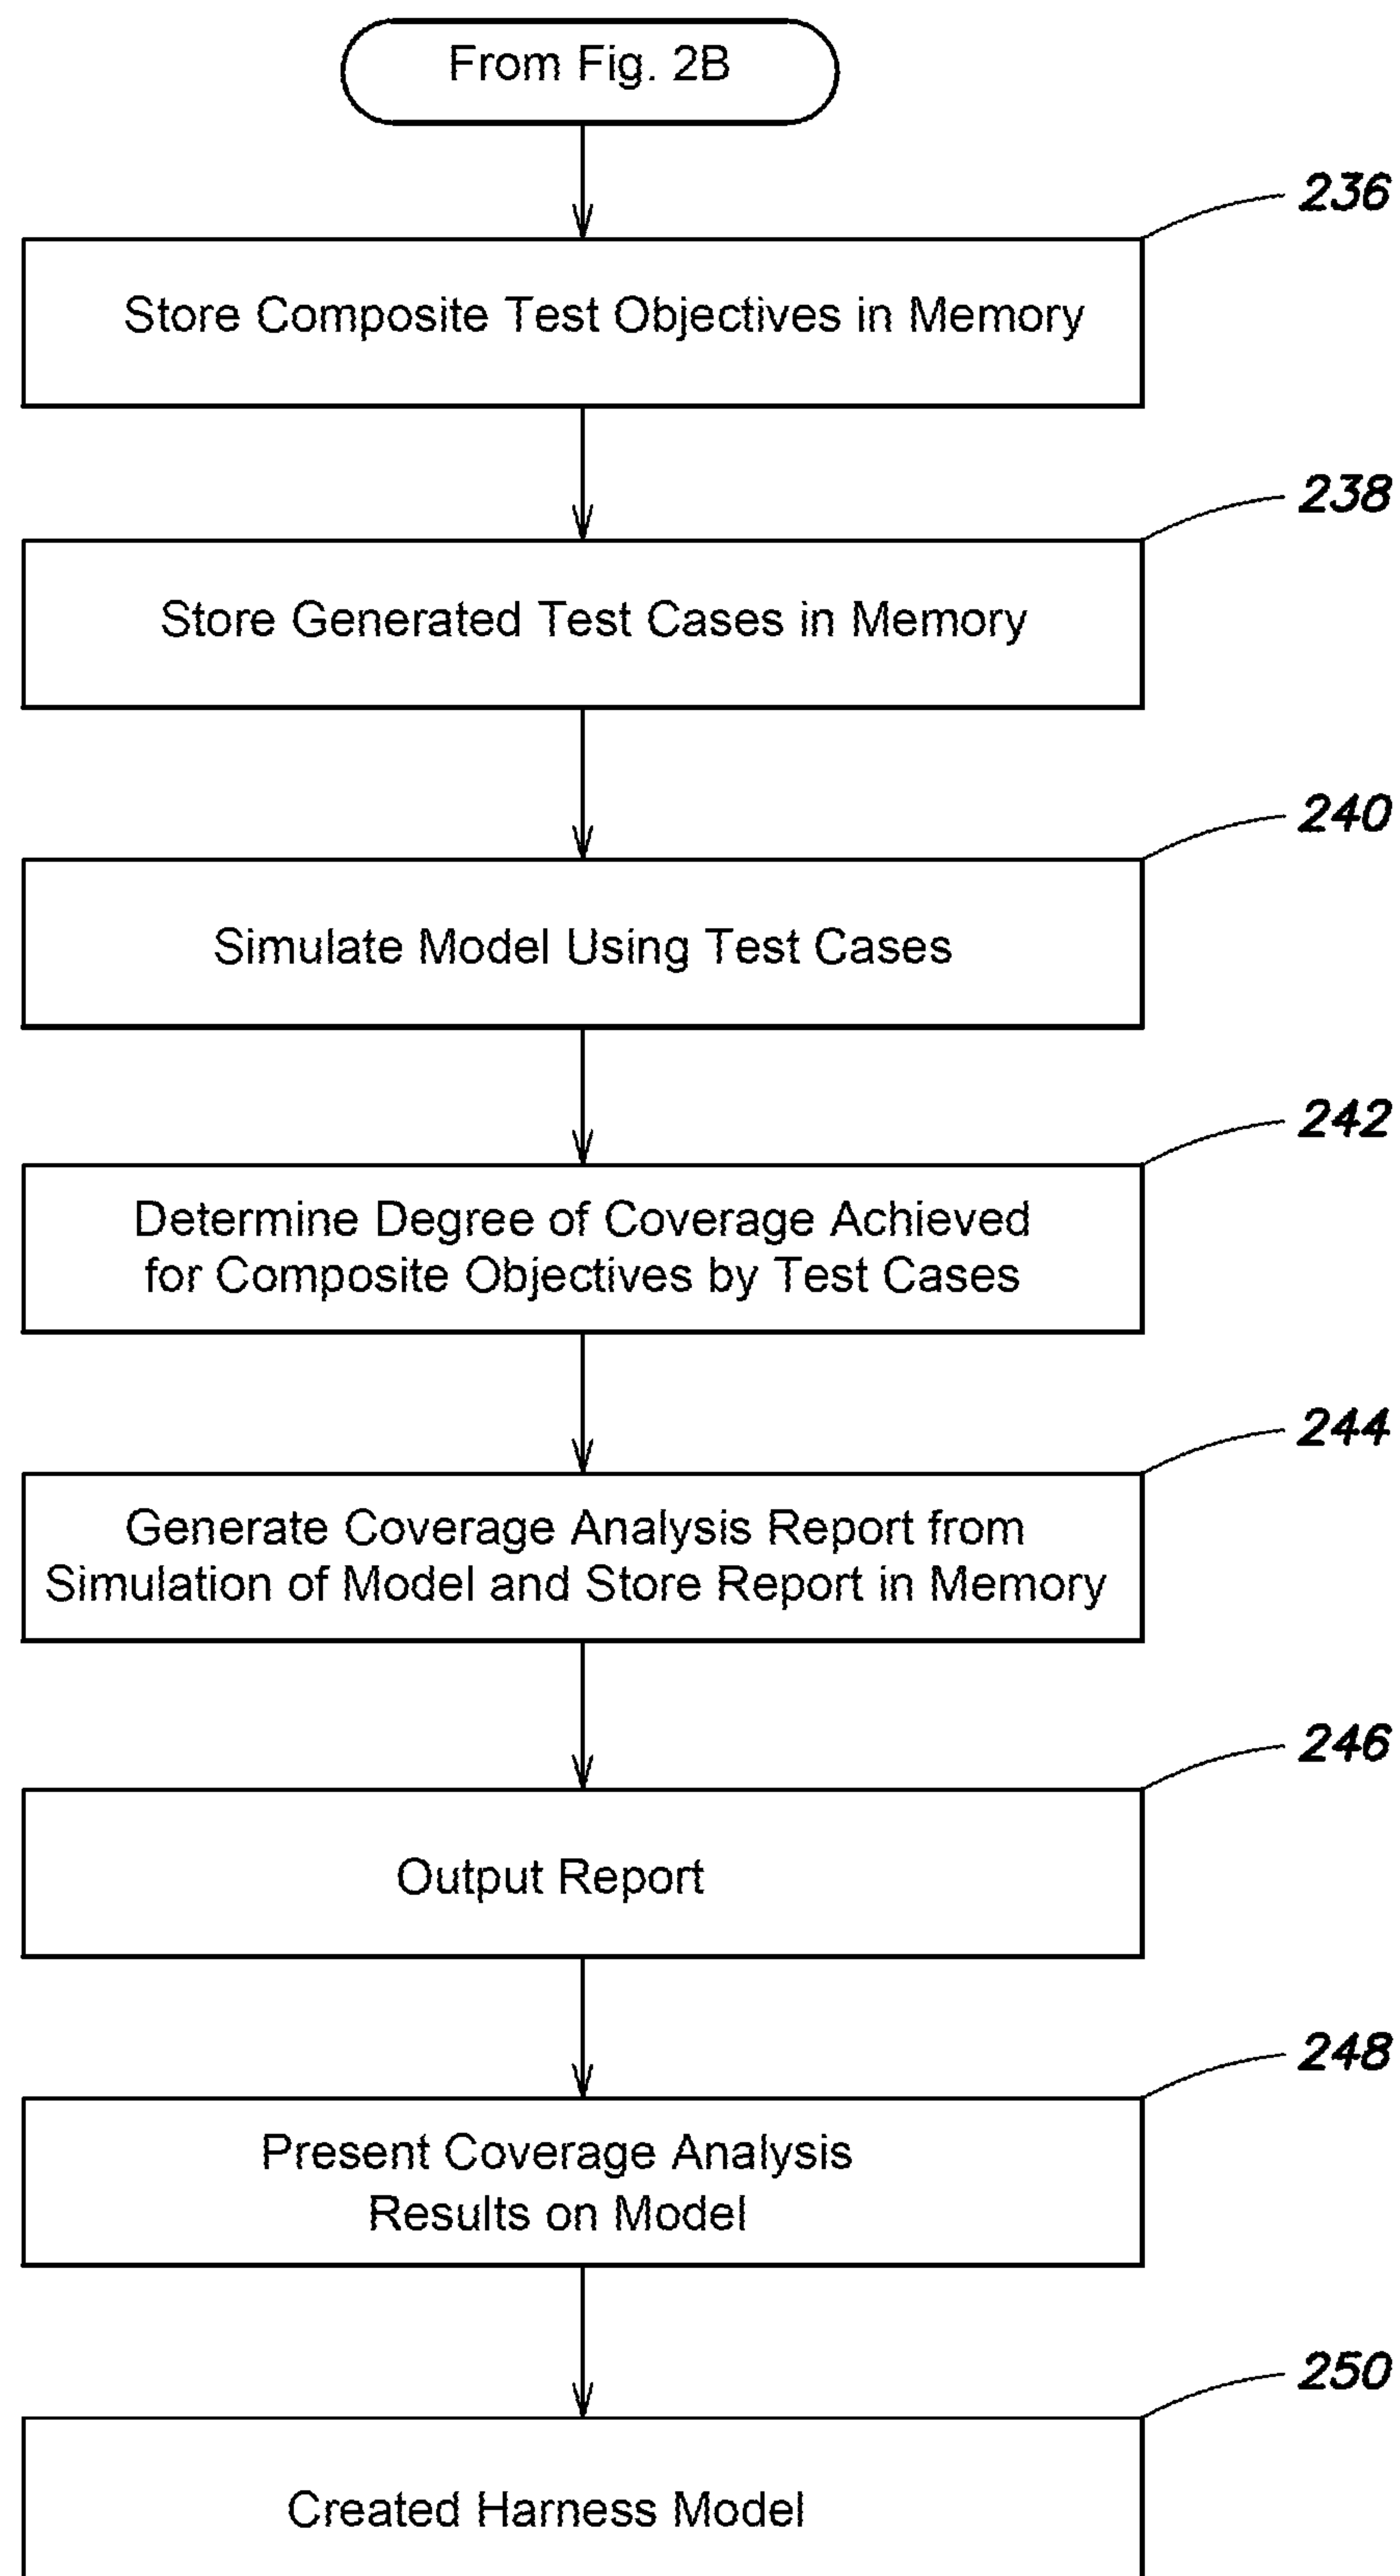 From Fig. 2B
236
Store Composite Test Objectives in Memory
238
Store Generated Test Cases in Memory
240
Simulate Model Using Test Cases
242
Determine Degree of Coverage Achieved
for Composite Objectives by Test Cases
244
Generate Coverage Analysis Report from
Simulation of Model and Store Report in Memory
246
Output Report
248
Present Coverage Analysis
Results on Model
250
Created Harness Model